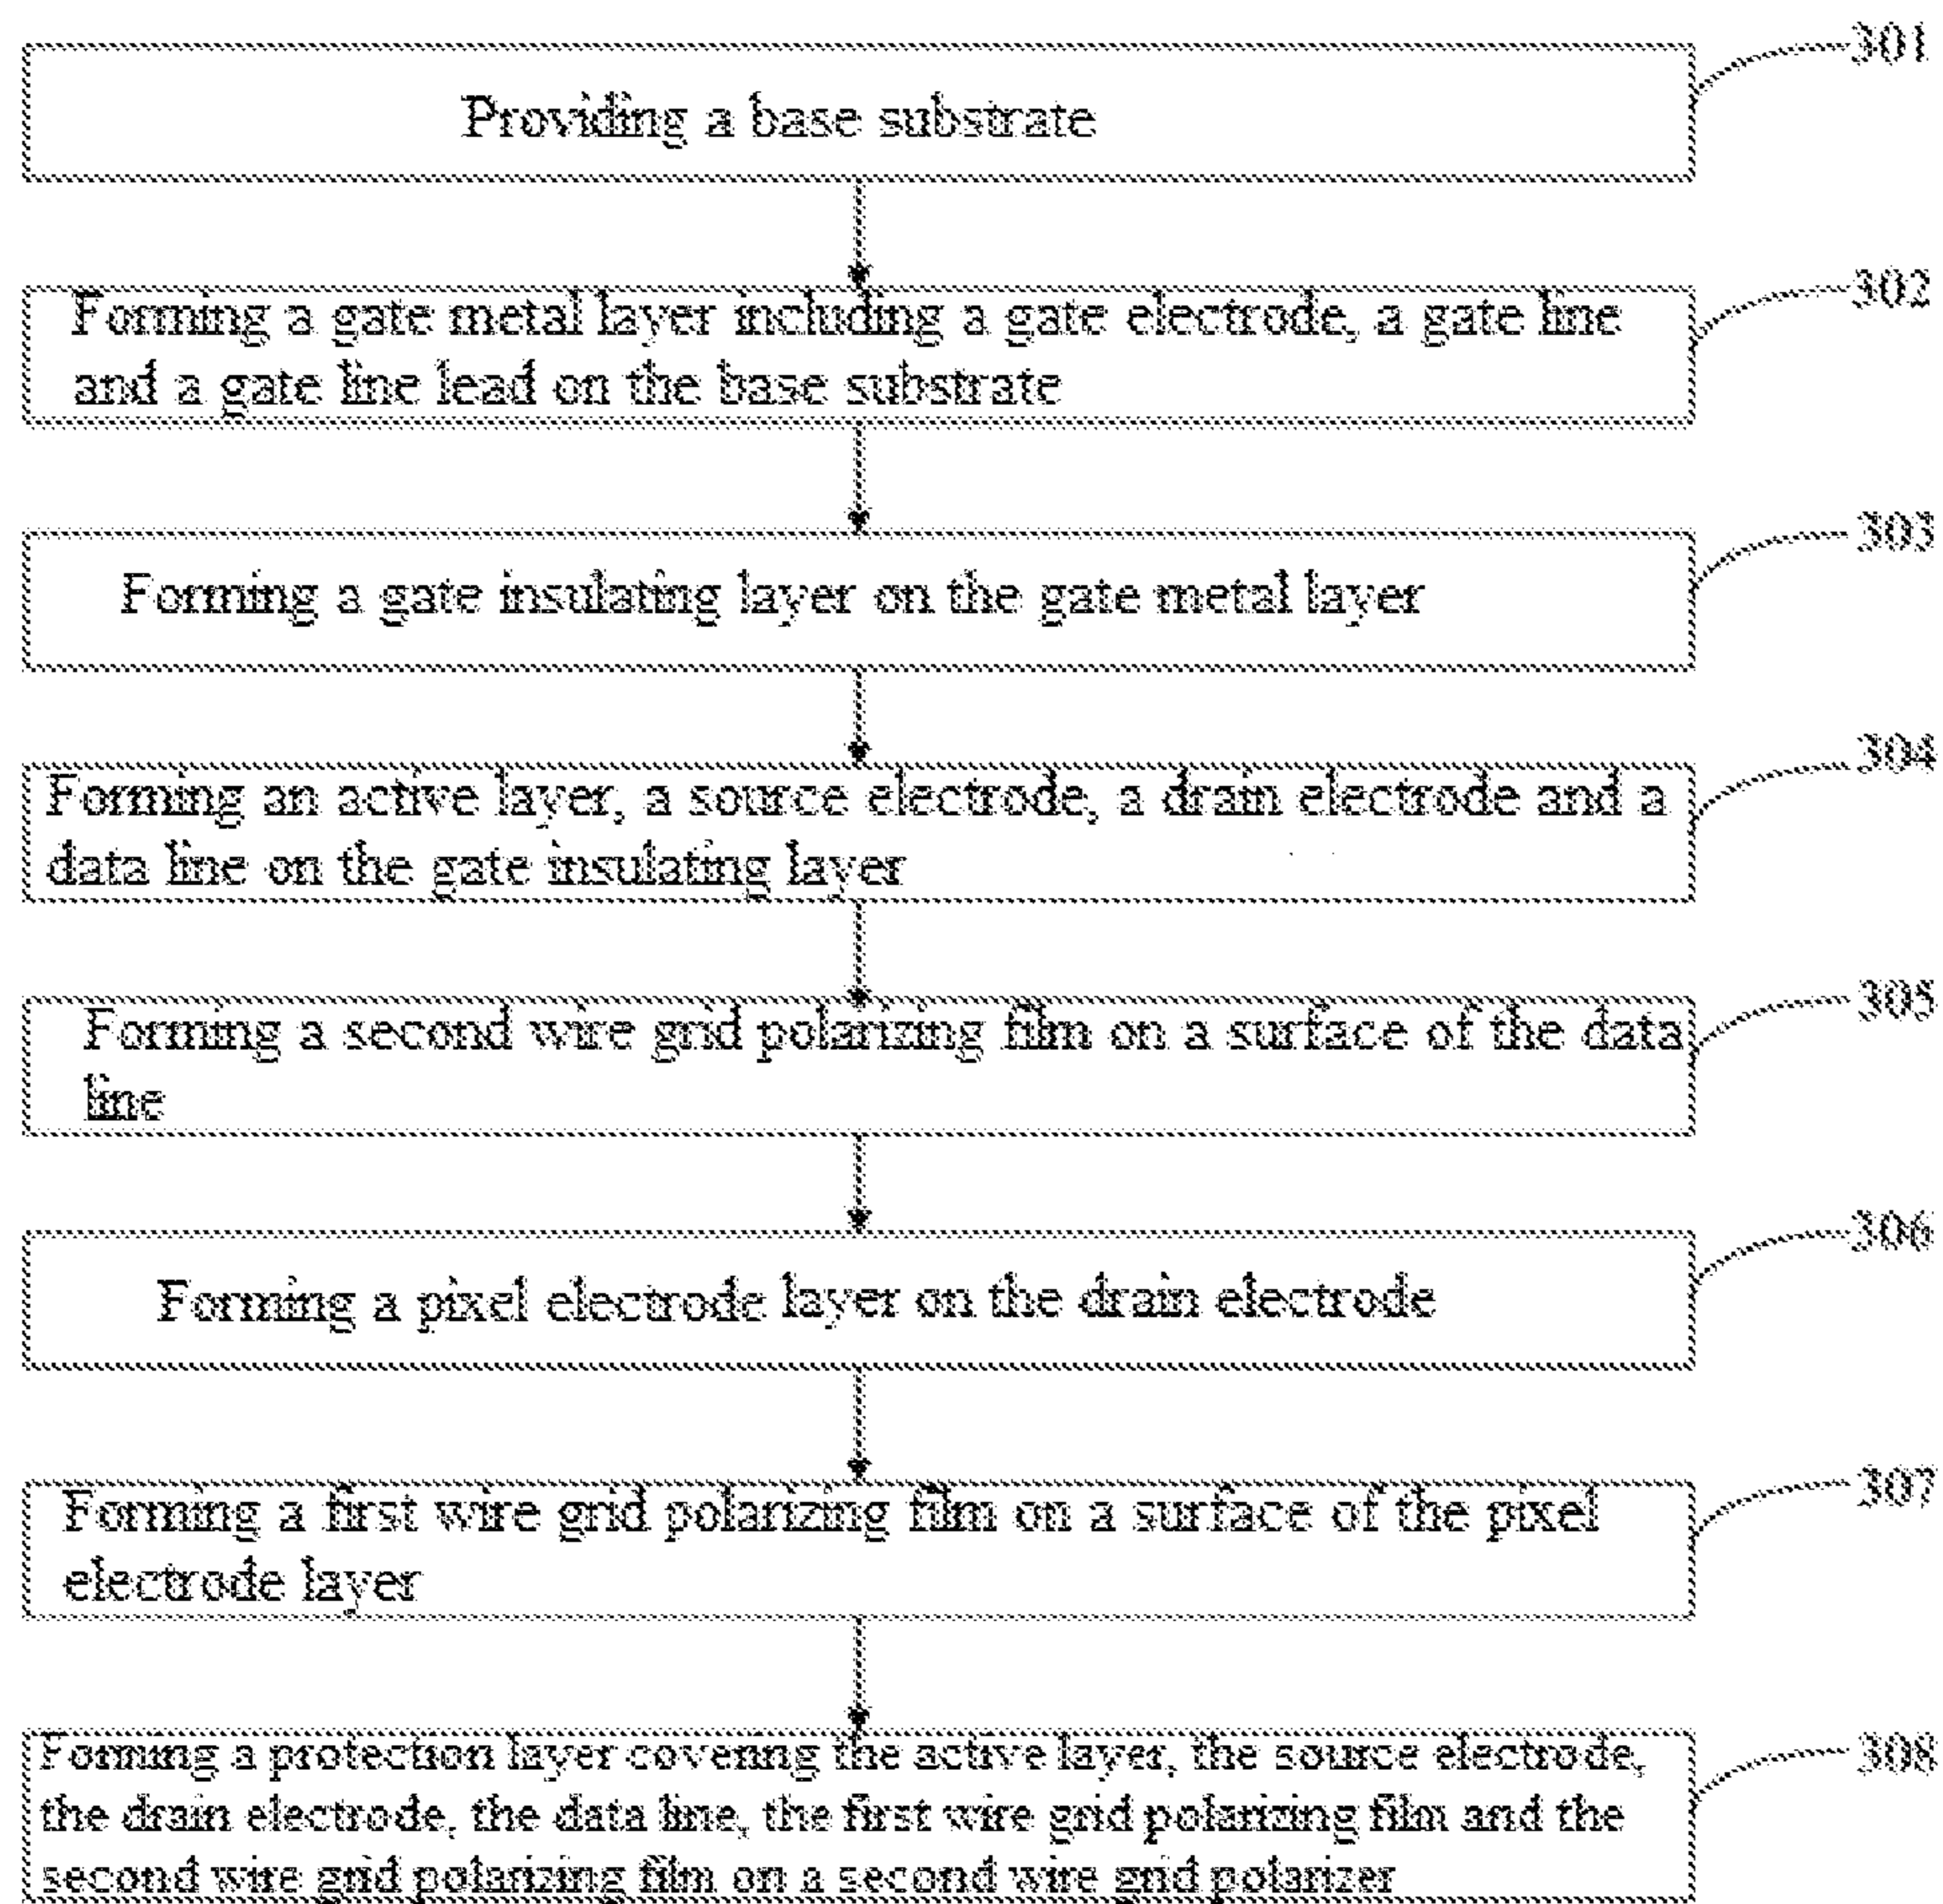 301
Providing a base substrate
302
Forming a gate metal layer including a gate electrode, a gate line
and a gate line lead on the base substrate
303
Forming a gate insulating layer on the gate metal layer
304
Forming an active layer, a source electrode, a drain electrode and a
data line on the gate insulating layer
305
Forming a second wire grid polarizing film on a surface of the data
line
306
Forming a pixel electrode layer on the drain electrode
307
Forming a first wire grid polarizing film on a surface of the pixel
electrode layer
308
Forming a protection layer covering the active layer, the source electrode,
the drain electrode, the data line, the first wire grid polarizing film and the
second wire grid polarizing film on a second wire grid polarizer